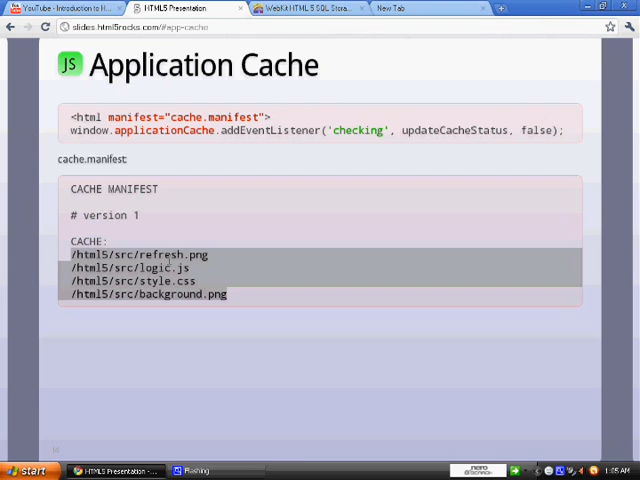 YouTube - Introduction to H...
HTML5 Presentation
WebKit HTML 5 SQL Stora...
New Tab
slides.html5rocks.com/#app-cache
JS Application Cache
<html manifest="cache.manifest">
window.applicationCache.addEventListener('checking', updateCacheStatus, false);
cache.manifest:
CACHE MANIFEST
# version 1
CACHE:
/html5/src/refresh.png
/html5/src/logic.js
/html5/src/style.css
/html5/src/background.png
start
HTML5 Presentation - ...
Flashing
nero
SEARCH
1:05 AM